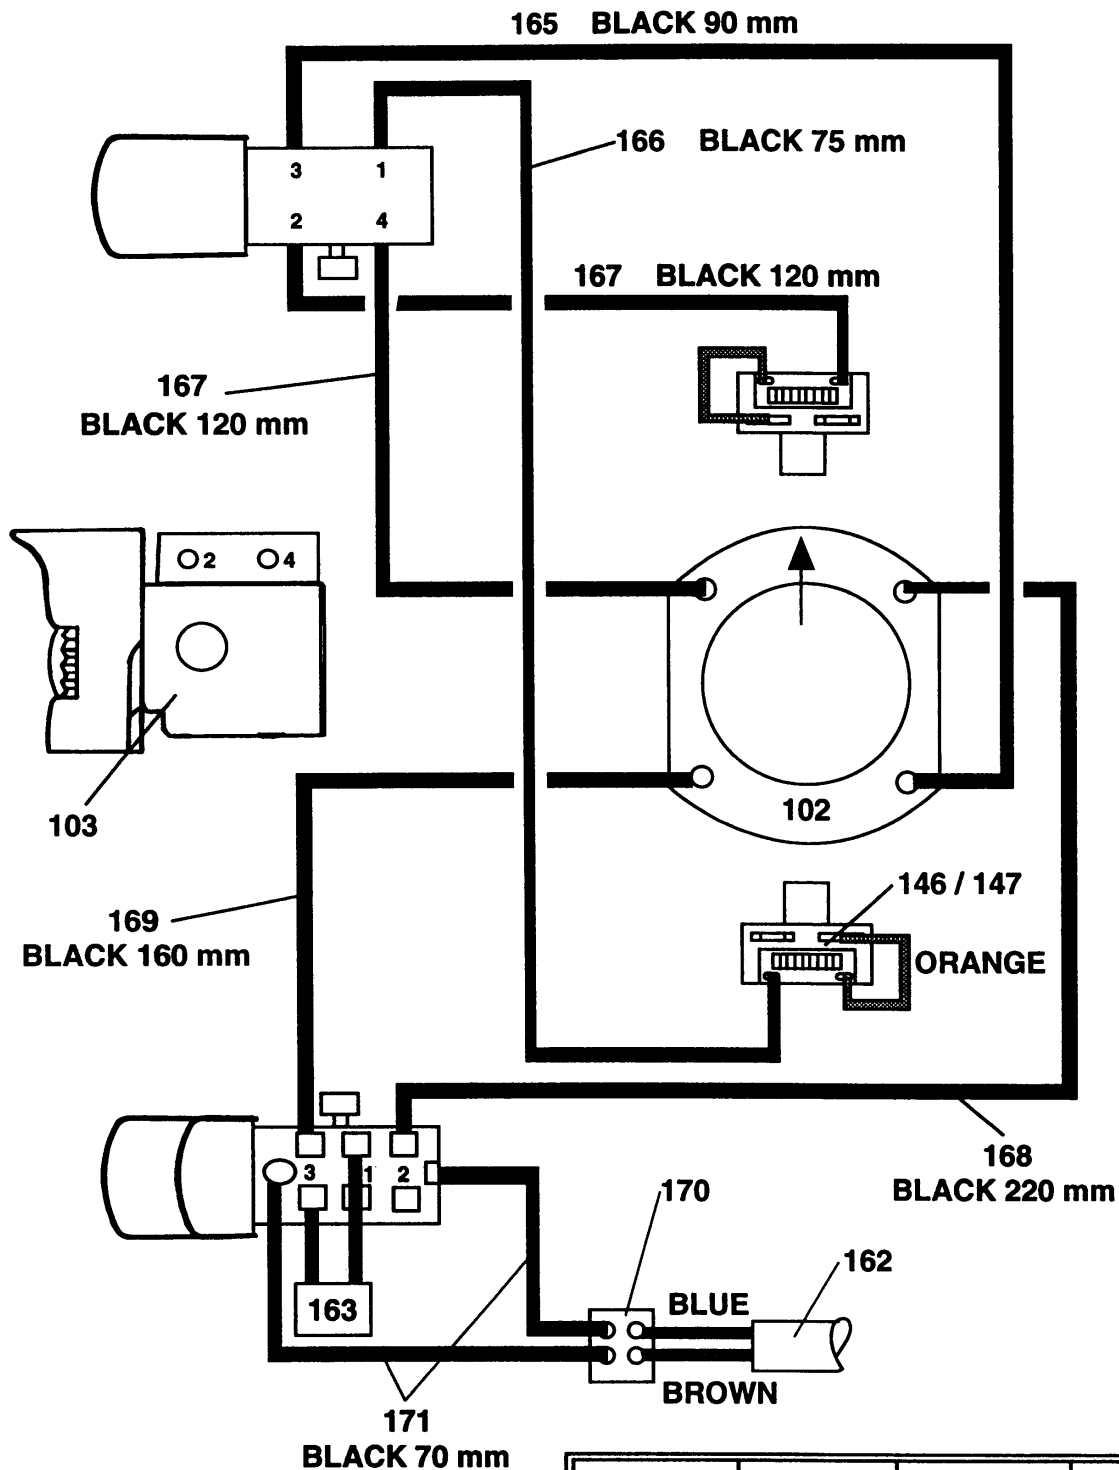 165 BLACK 90 mm
166 BLACK 75 mm
3 1
2 4
167 BLACK 120 mm
167
BLACK 120 mm
2 4
103
102
146 / 147
ORANGE
169
BLACK 160 mm
3 1 2
168
BLACK 220 mm
170
162
163
BLUE
BROWN
171
BLACK 70 mm